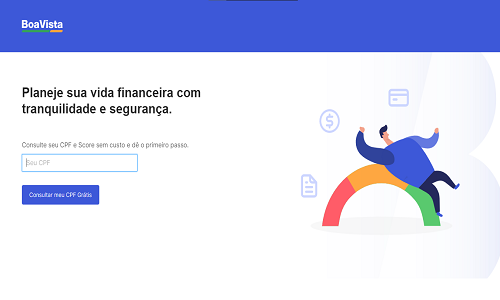 BoaVista
Planeje sua vida financeira com
tranquilidade e segurança.
Consulte seu CPF e Score sem custo e dê o primeiro passo.
Seu CPF
Consultar meu CPF Grátis